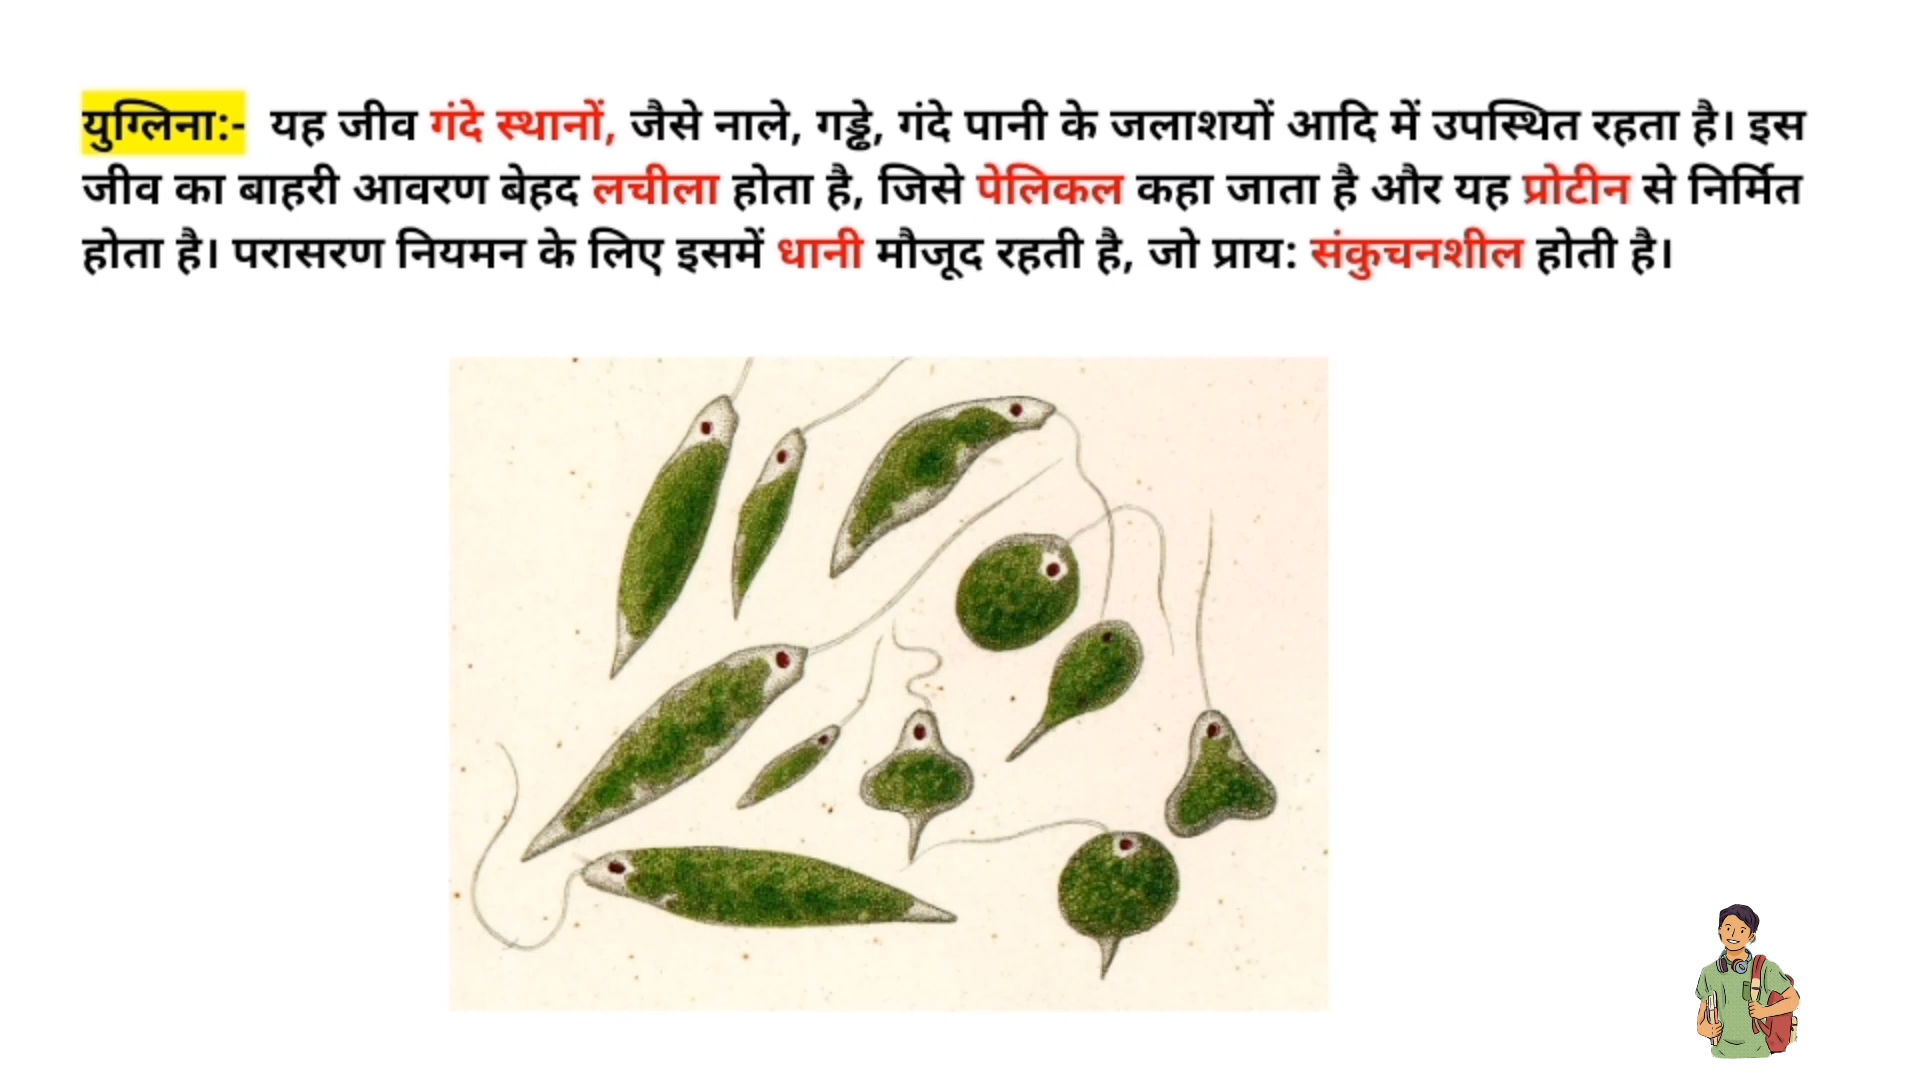 युग्लिना:- यह जीव गंदे स्थानों, जैसे नाले, गड्ढे, गंदे पानी के जलाशयों आदि में उपस्थित रहता है। इस
जीव का बाहरी आवरण बेहद लचीला होता है, जिसे पेलिकल कहा जाता है और यह प्रोटीन से निर्मित
होता है। परासरण नियमन के लिए इसमें धानी मौजूद रहती है, जो प्राय: संकुचनशील होती है।